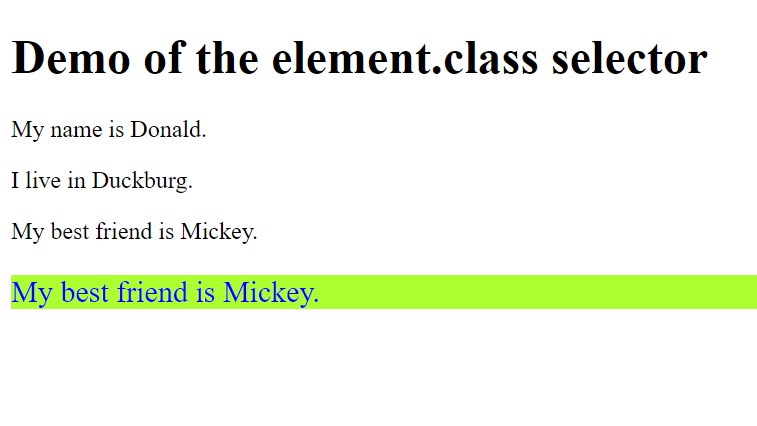 Demo of the element.class selector
My name is Donald.
I live in Duckburg.
My best friend is Mickey.
My best friend is Mickey.